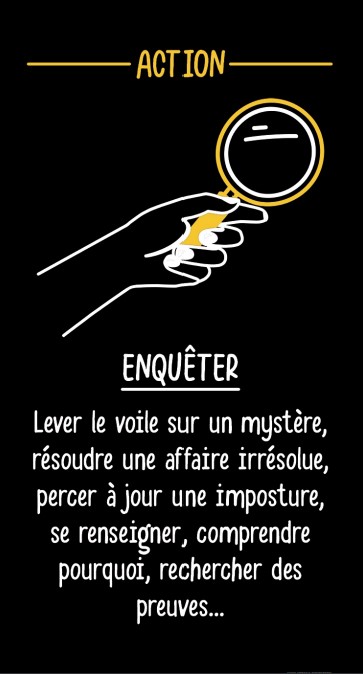 ACTION
ENQUÊTER
Lever le voile sur un mystère,
résoudre une affaire irrésolue,
percer à jour une imposture,
se renseigner, comprendre
pourquoi, rechercher des
preuves...